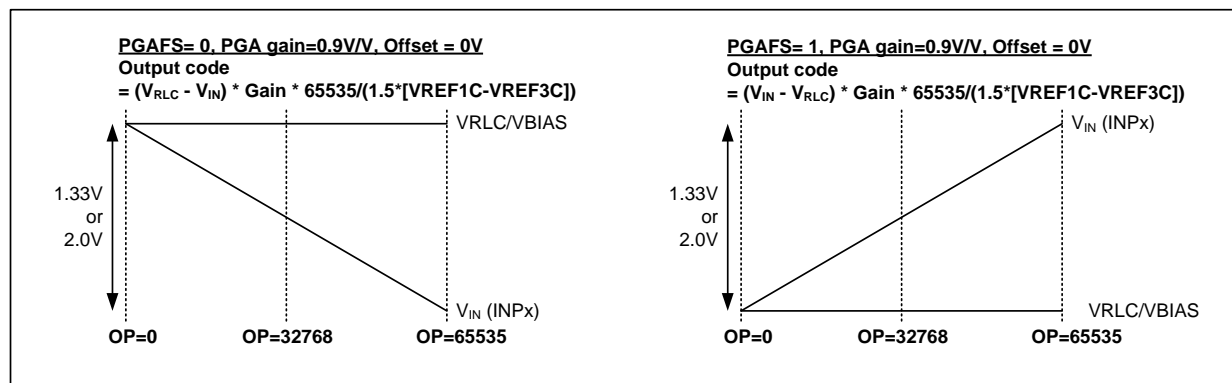 PGAFS= 0, PGA gain=0.9V/V, Offset = 0V
Output code
= (VRLC - VIN) * Gain * 65535/(1.5*[VREF1C-VREF3C])
VRLC/VBIAS
1.33V
or
2.0V
VIN (INPx)
OP=0
OP=32768
OP=65535
PGAFS= 1, PGA gain=0.9V/V, Offset = 0V
Output code
= (VIN - VRLC) * Gain * 65535/(1.5*[VREF1C-VREF3C])
VIN (INPx)
1.33V
or
2.0V
VRLC/VBIAS
OP=0
OP=32768
OP=65535